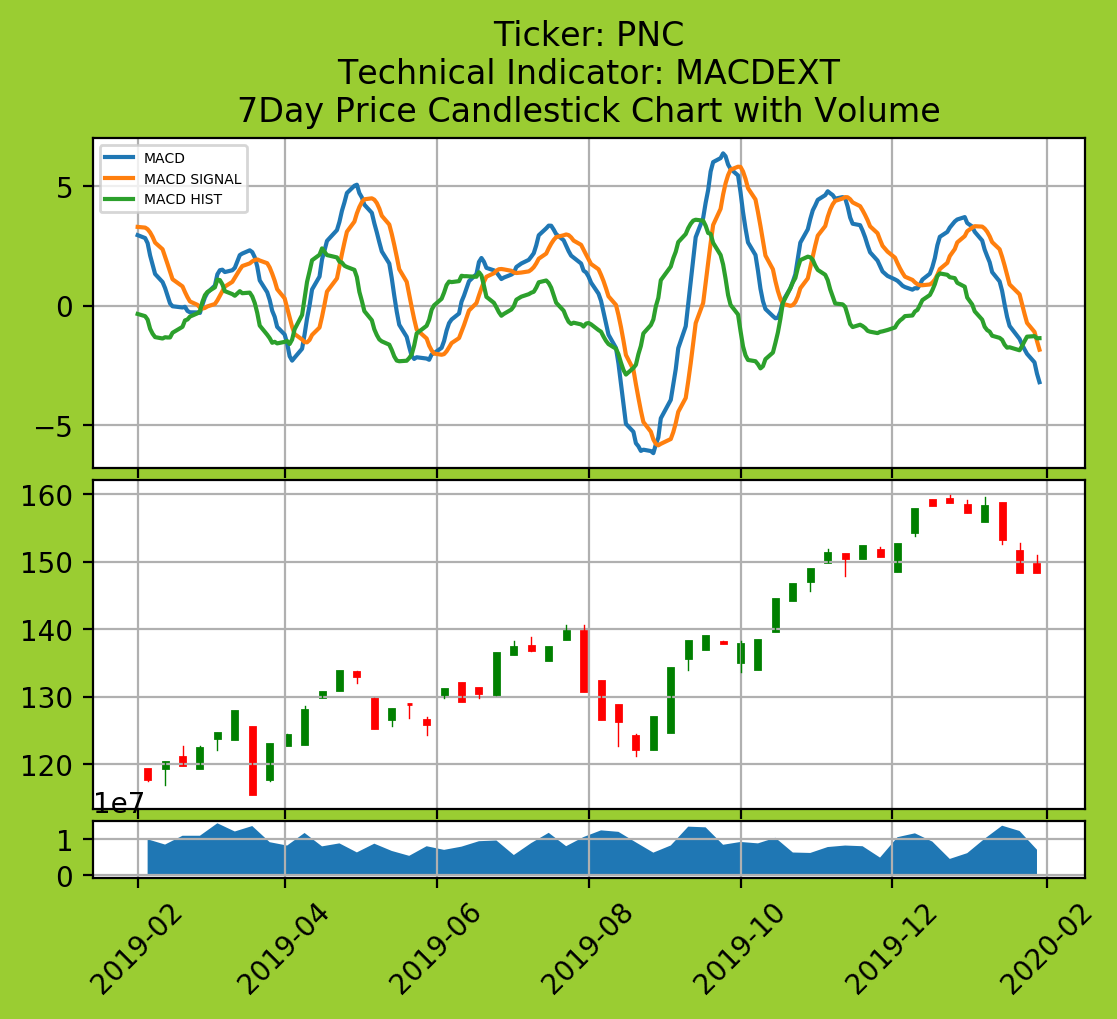 Ticker: PNC
Technical Indicator: MACDEXT
7Day Price Candlestick Chart with Volume
MACD
MACD SIGNAL
MACD HIST
5
0
−5
160
150
140
130
120
1e7
1
0
2019-02
2019-04
2019-06
2019-08
2019-10
2019-12
2020-02